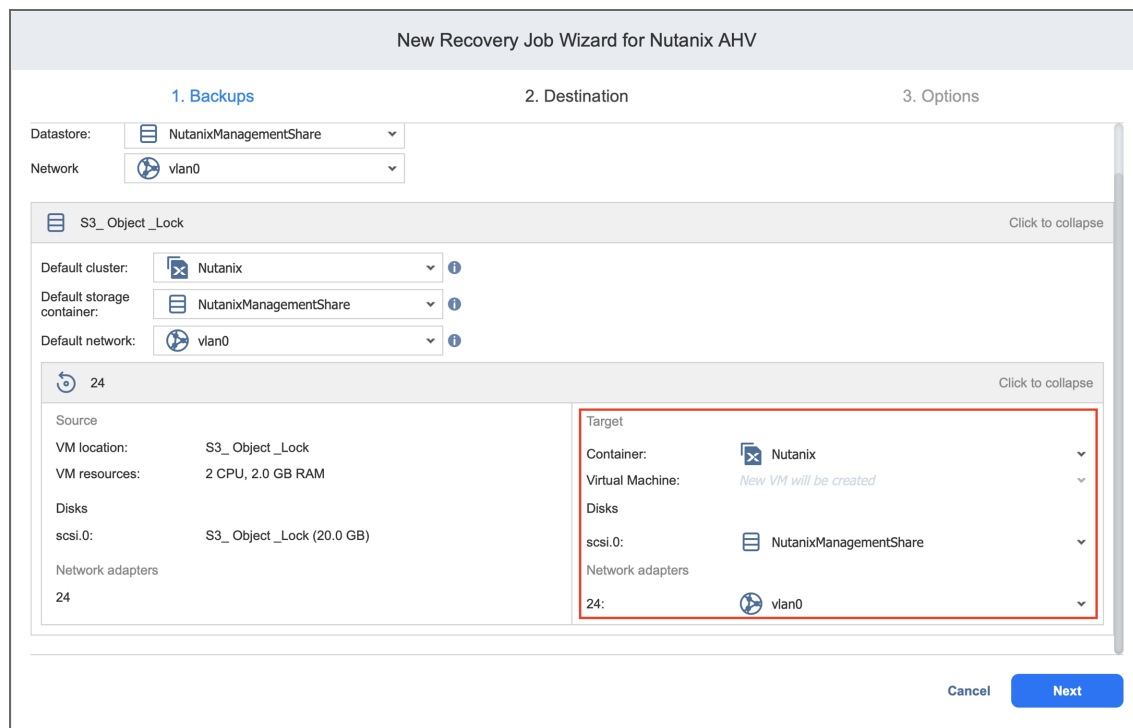 New Recovery Job Wizard for Nutanix AHV
1. Backups
2. Destination
3. Options
Datastore: NutanixManagementShare
Network vlan0
S3_ Object _Lock Click to collapse
Default cluster: Nutanix
Default storage
container: NutanixManagementShare
Default network: vlan0
24 Click to collapse
Source
VM location: S3_ Object _Lock
VM resources: 2 CPU, 2.0 GB RAM
Disks
scsi.0: S3_ Object _Lock (20.0 GB)
Network adapters
24
Target
Container: Nutanix
Virtual Machine: New VM will be created
Disks
scsi.0: NutanixManagementShare
Network adapters
24: vlan0
Cancel
Next